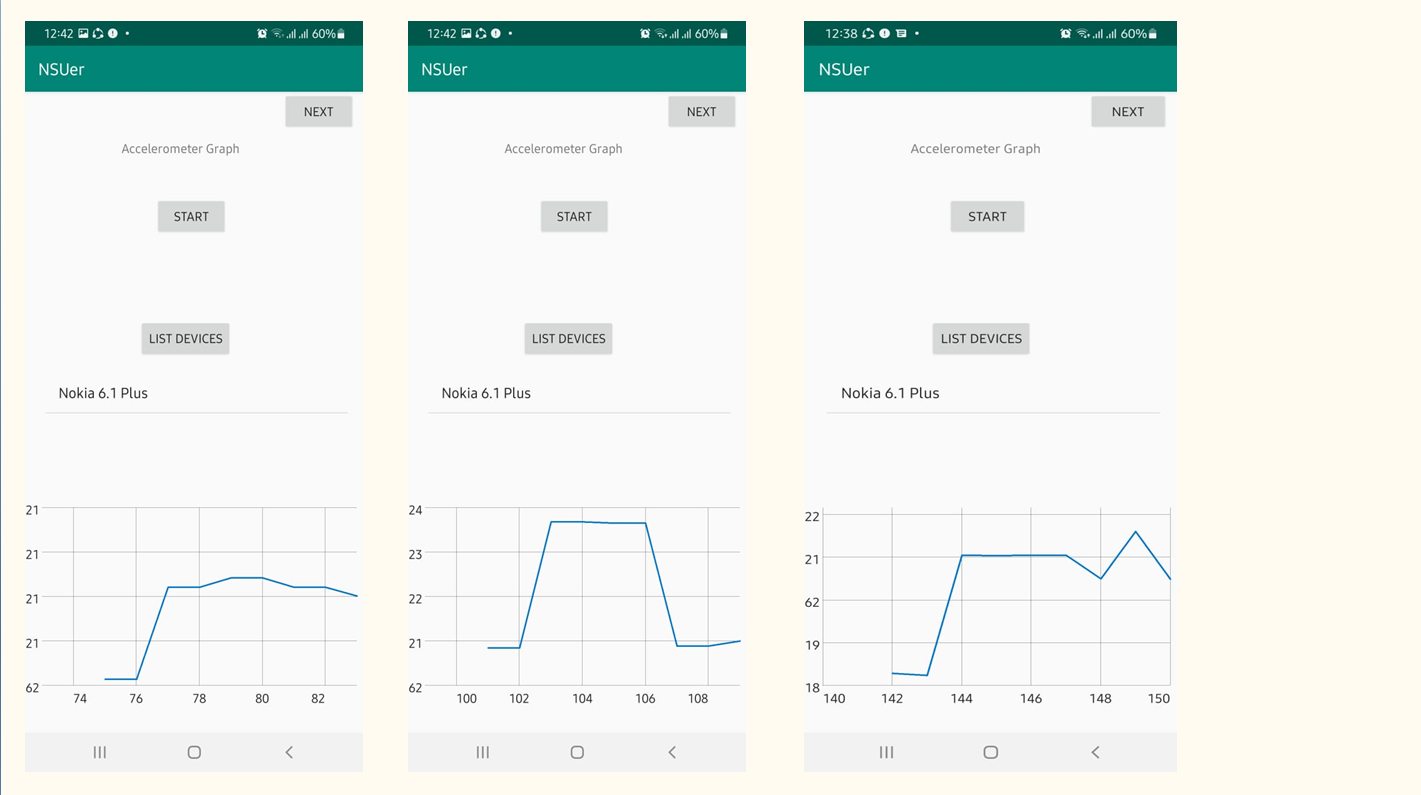 12:42 60%
NSUer
NEXT
Accelerometer Graph
START
LIST DEVICES
Nokia 6.1 Plus
21
21
21
21
62
74 76 78 80 82
12:42 60%
NSUer
NEXT
Accelerometer Graph
START
LIST DEVICES
Nokia 6.1 Plus
24
23
22
21
62
100 102 104 106 108
12:38 60%
NSUer
NEXT
Accelerometer Graph
START
LIST DEVICES
Nokia 6.1 Plus
22
21
62
19
18
140 142 144 146 148 150